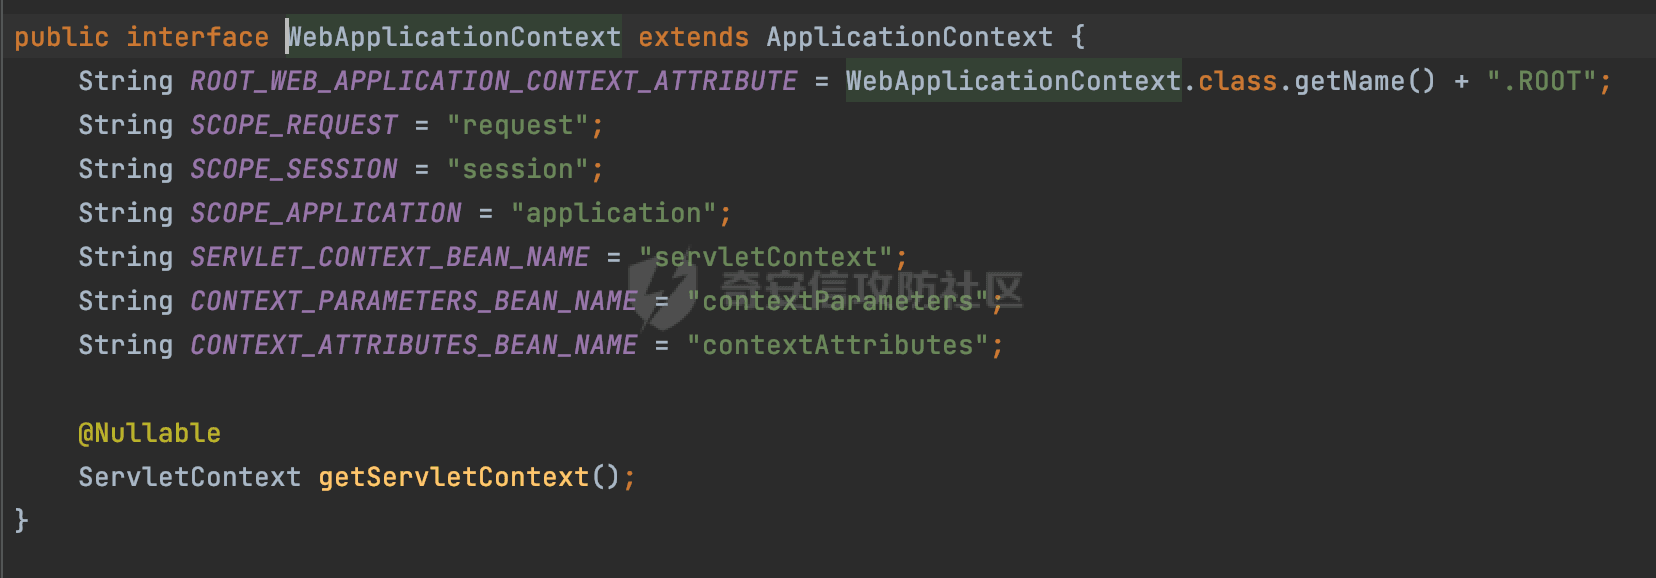 public interface WebApplicationContext extends ApplicationContext {
    String ROOT_WEB_APPLICATION_CONTEXT_ATTRIBUTE = WebApplicationContext.class.getName() + ".ROOT";
    String SCOPE_REQUEST = "request";
    String SCOPE_SESSION = "session";
    String SCOPE_APPLICATION = "application";
    String SERVLET_CONTEXT_BEAN_NAME = "servletContext";
    奇安信攻防社区
    String CONTEXT_PARAMETERS_BEAN_NAME = "contextParameters";
    String CONTEXT_ATTRIBUTES_BEAN_NAME = "contextAttributes";
    @Nullable
    ServletContext getServletContext();
}